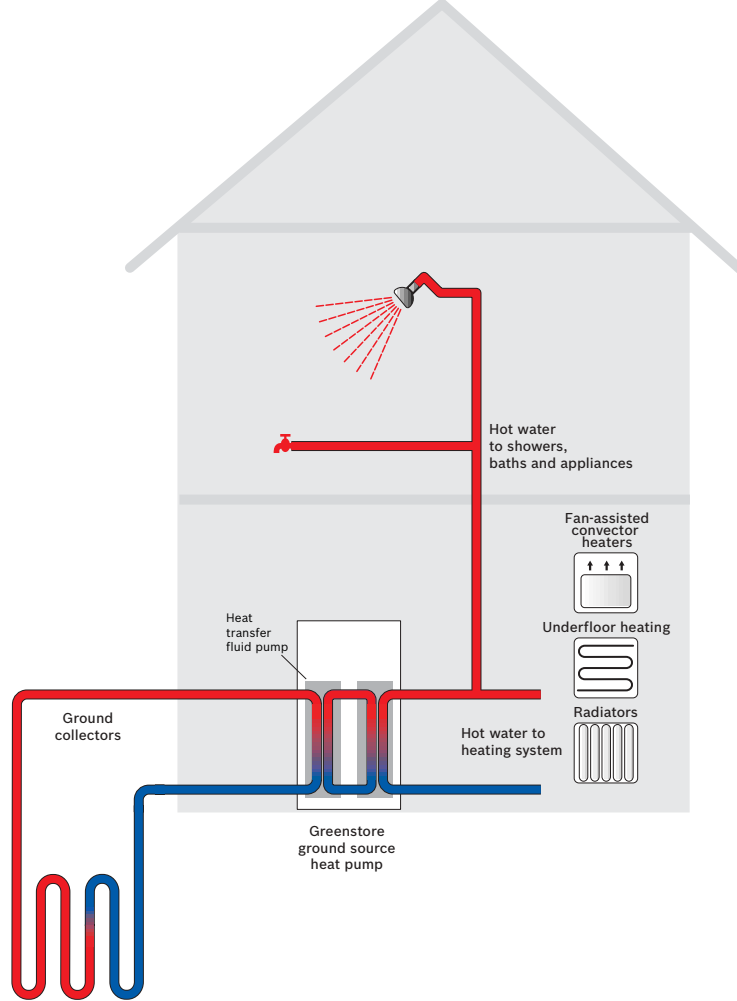 Hot water
to showers,
baths and appliances
Fan-assisted
convector
heaters
Heat
transfer
fluid pump
Underfloor heating
Ground
collectors
Radiators
Hot water to
heating system
Greenstore
ground source
heat pump